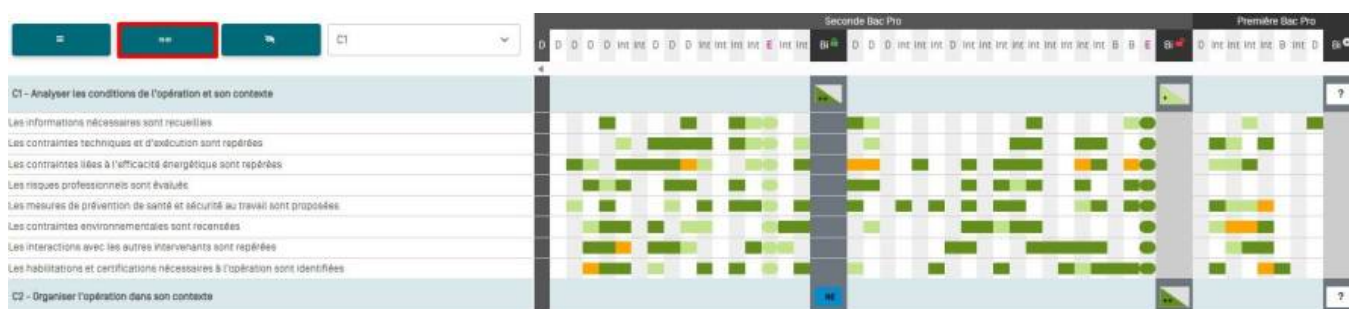 Seconde Bac Pro
Première Bac Pro
C1
D D D D D Int Int D D D Int Int Int Int E Int Int Bi D D D Int Int Int D Int Int Int Int Int Int Int Int B B E Bi D Int Int Int B Int D Bi
C1 - Analyser les conditions de l'opération et son contexte
?
Les informations nécessaires sont recueillies
Les contraintes techniques et d'exécution sont repérées
Les contraintes liées à l'efficacité énergétique sont repérées
Les risques professionnels sont évalués
Les mesures de prévention de santé et sécurité au travail sont proposées
Les contraintes environnementales sont recensées
Les interactions avec les autres intervenants sont repérées
Les habilitations et certifications nécessaires à l'opération sont identifiées
C2 - Organiser l'opération dans son contexte
NE
?